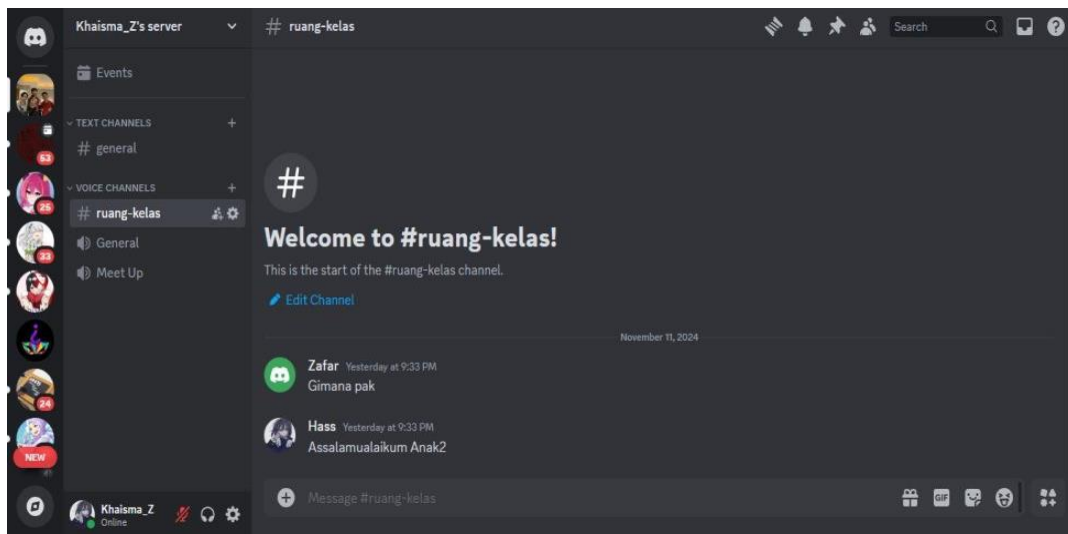 Khaisma_Z's server
# ruang-kelas
Search
Events
TEXT CHANNELS
# general
VOICE CHANNELS
# ruang-kelas
General
Meet Up
53
25
33
24
NEW
#
Welcome to #ruang-kelas!
This is the start of the #ruang-kelas channel.
Edit Channel
November 11, 2024
Zafar Yesterday at 9:33 PM
Gimana pak
Hass Yesterday at 9:33 PM
Assalamualaikum Anak2
Message #ruang-kelas
GIF
Khaisma_Z
Online